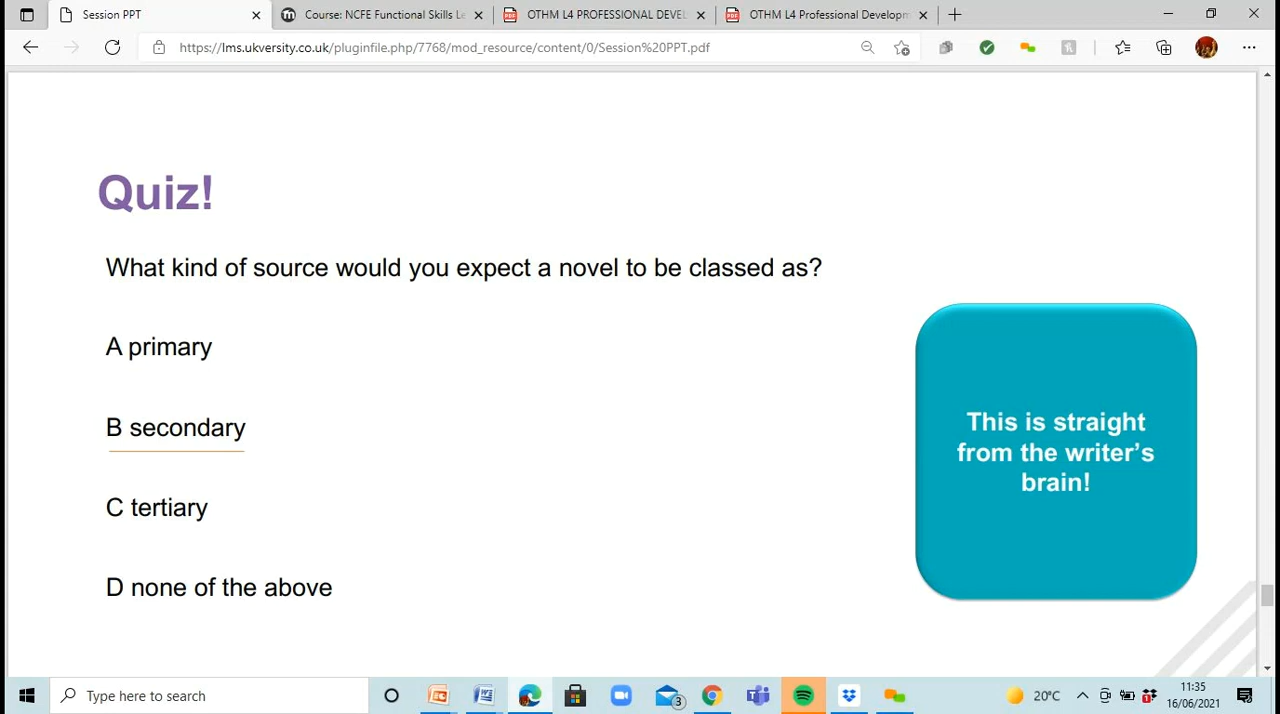 Session PPT
Course: NCFE Functional Skills Le
OTHM L4 PROFESSIONAL DEVEL
OTHM L4 Professional Developm
https://lms.ukversity.co.uk/pluginfile.php/7768/mod_resource/content/0/Session%20PPT.pdf
Quiz!
What kind of source would you expect a novel to be classed as?
A primary
B secondary
C tertiary
D none of the above
This is straight
from the writer's
brain!
Type here to search
3
20°C
11:35
16/06/2021